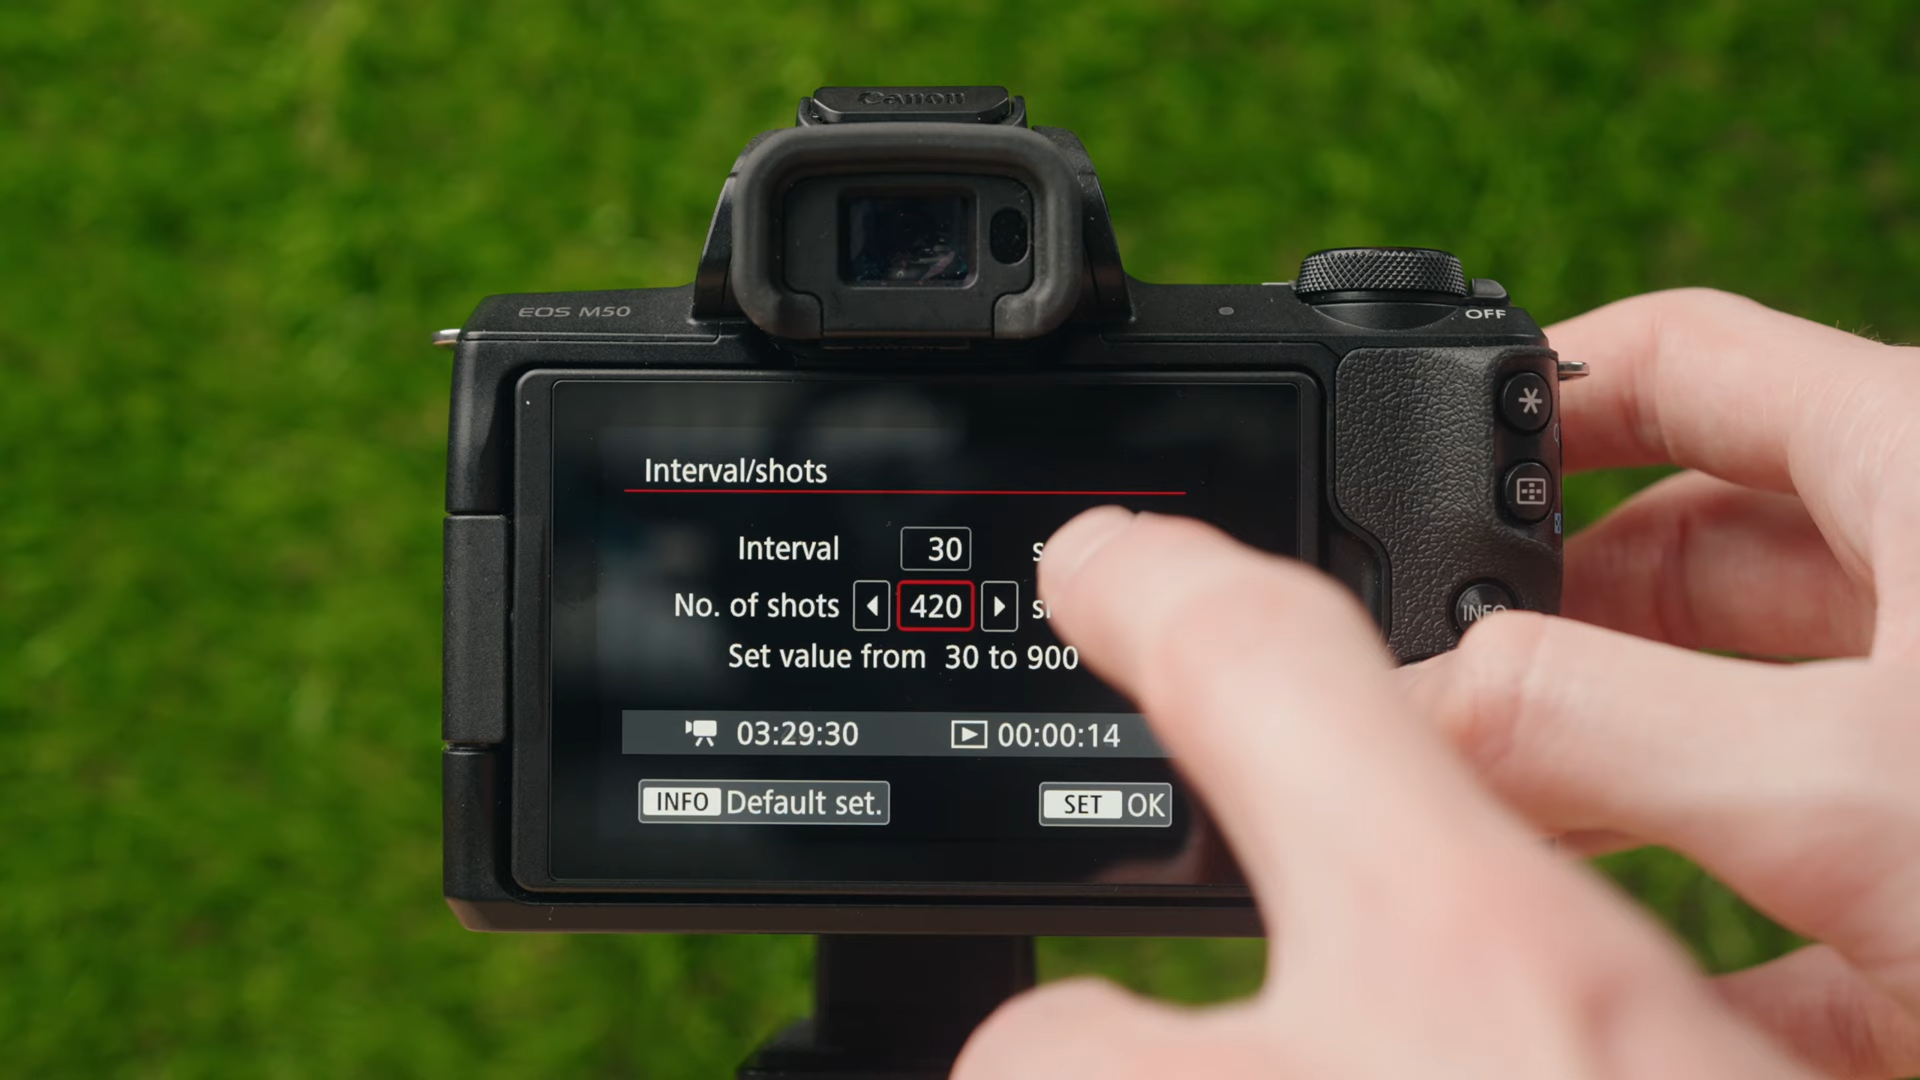 Canon
EOS M50
OFF
Interval/shots
Interval 30
No. of shots 420
INFO
Set value from 30 to 900
03:29:30 00:00:14
INFO Default set.
SET OK